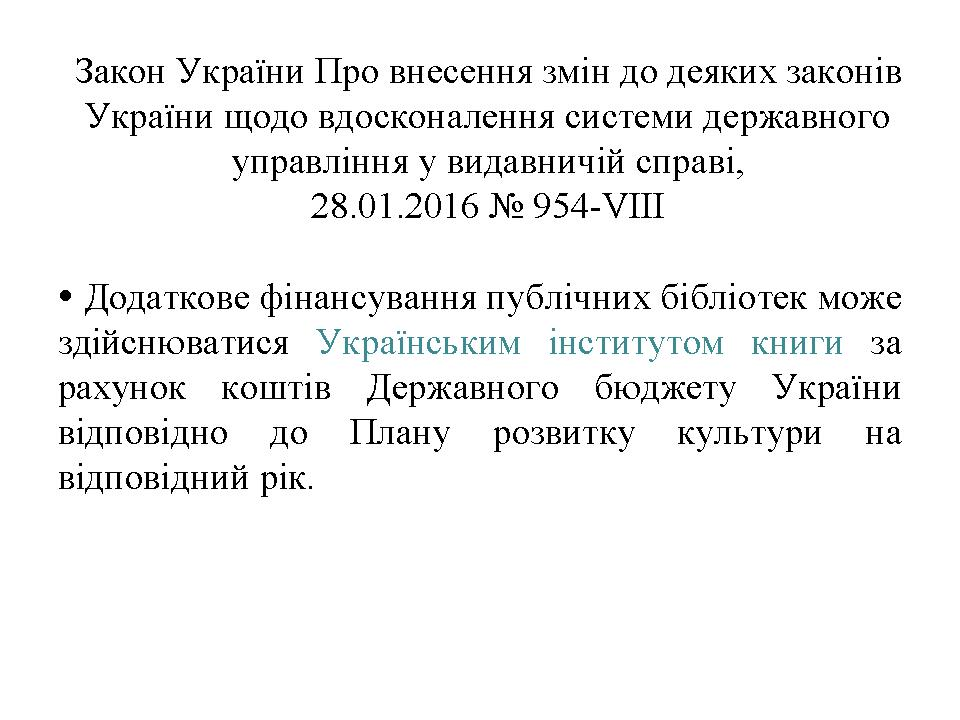 Закон України Про внесення змін до деяких законів
України щодо вдосконалення системи державного
управління у видавничій справі,
28.01.2016 № 954-VIII
• Додаткове фінансування публічних бібліотек може
здійснюватися Українським інститутом книги за
рахунок коштів Державного бюджету України
відповідно до Плану розвитку культури на
відповідний рік.